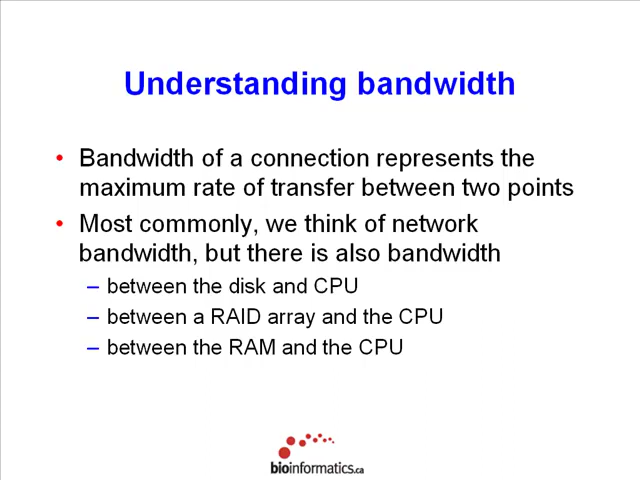 Understanding bandwidth
• Bandwidth of a connection represents the
maximum rate of transfer between two points
• Most commonly, we think of network
bandwidth, but there is also bandwidth
– between the disk and CPU
– between a RAID array and the CPU
– between the RAM and the CPU
bioinformatics.ca